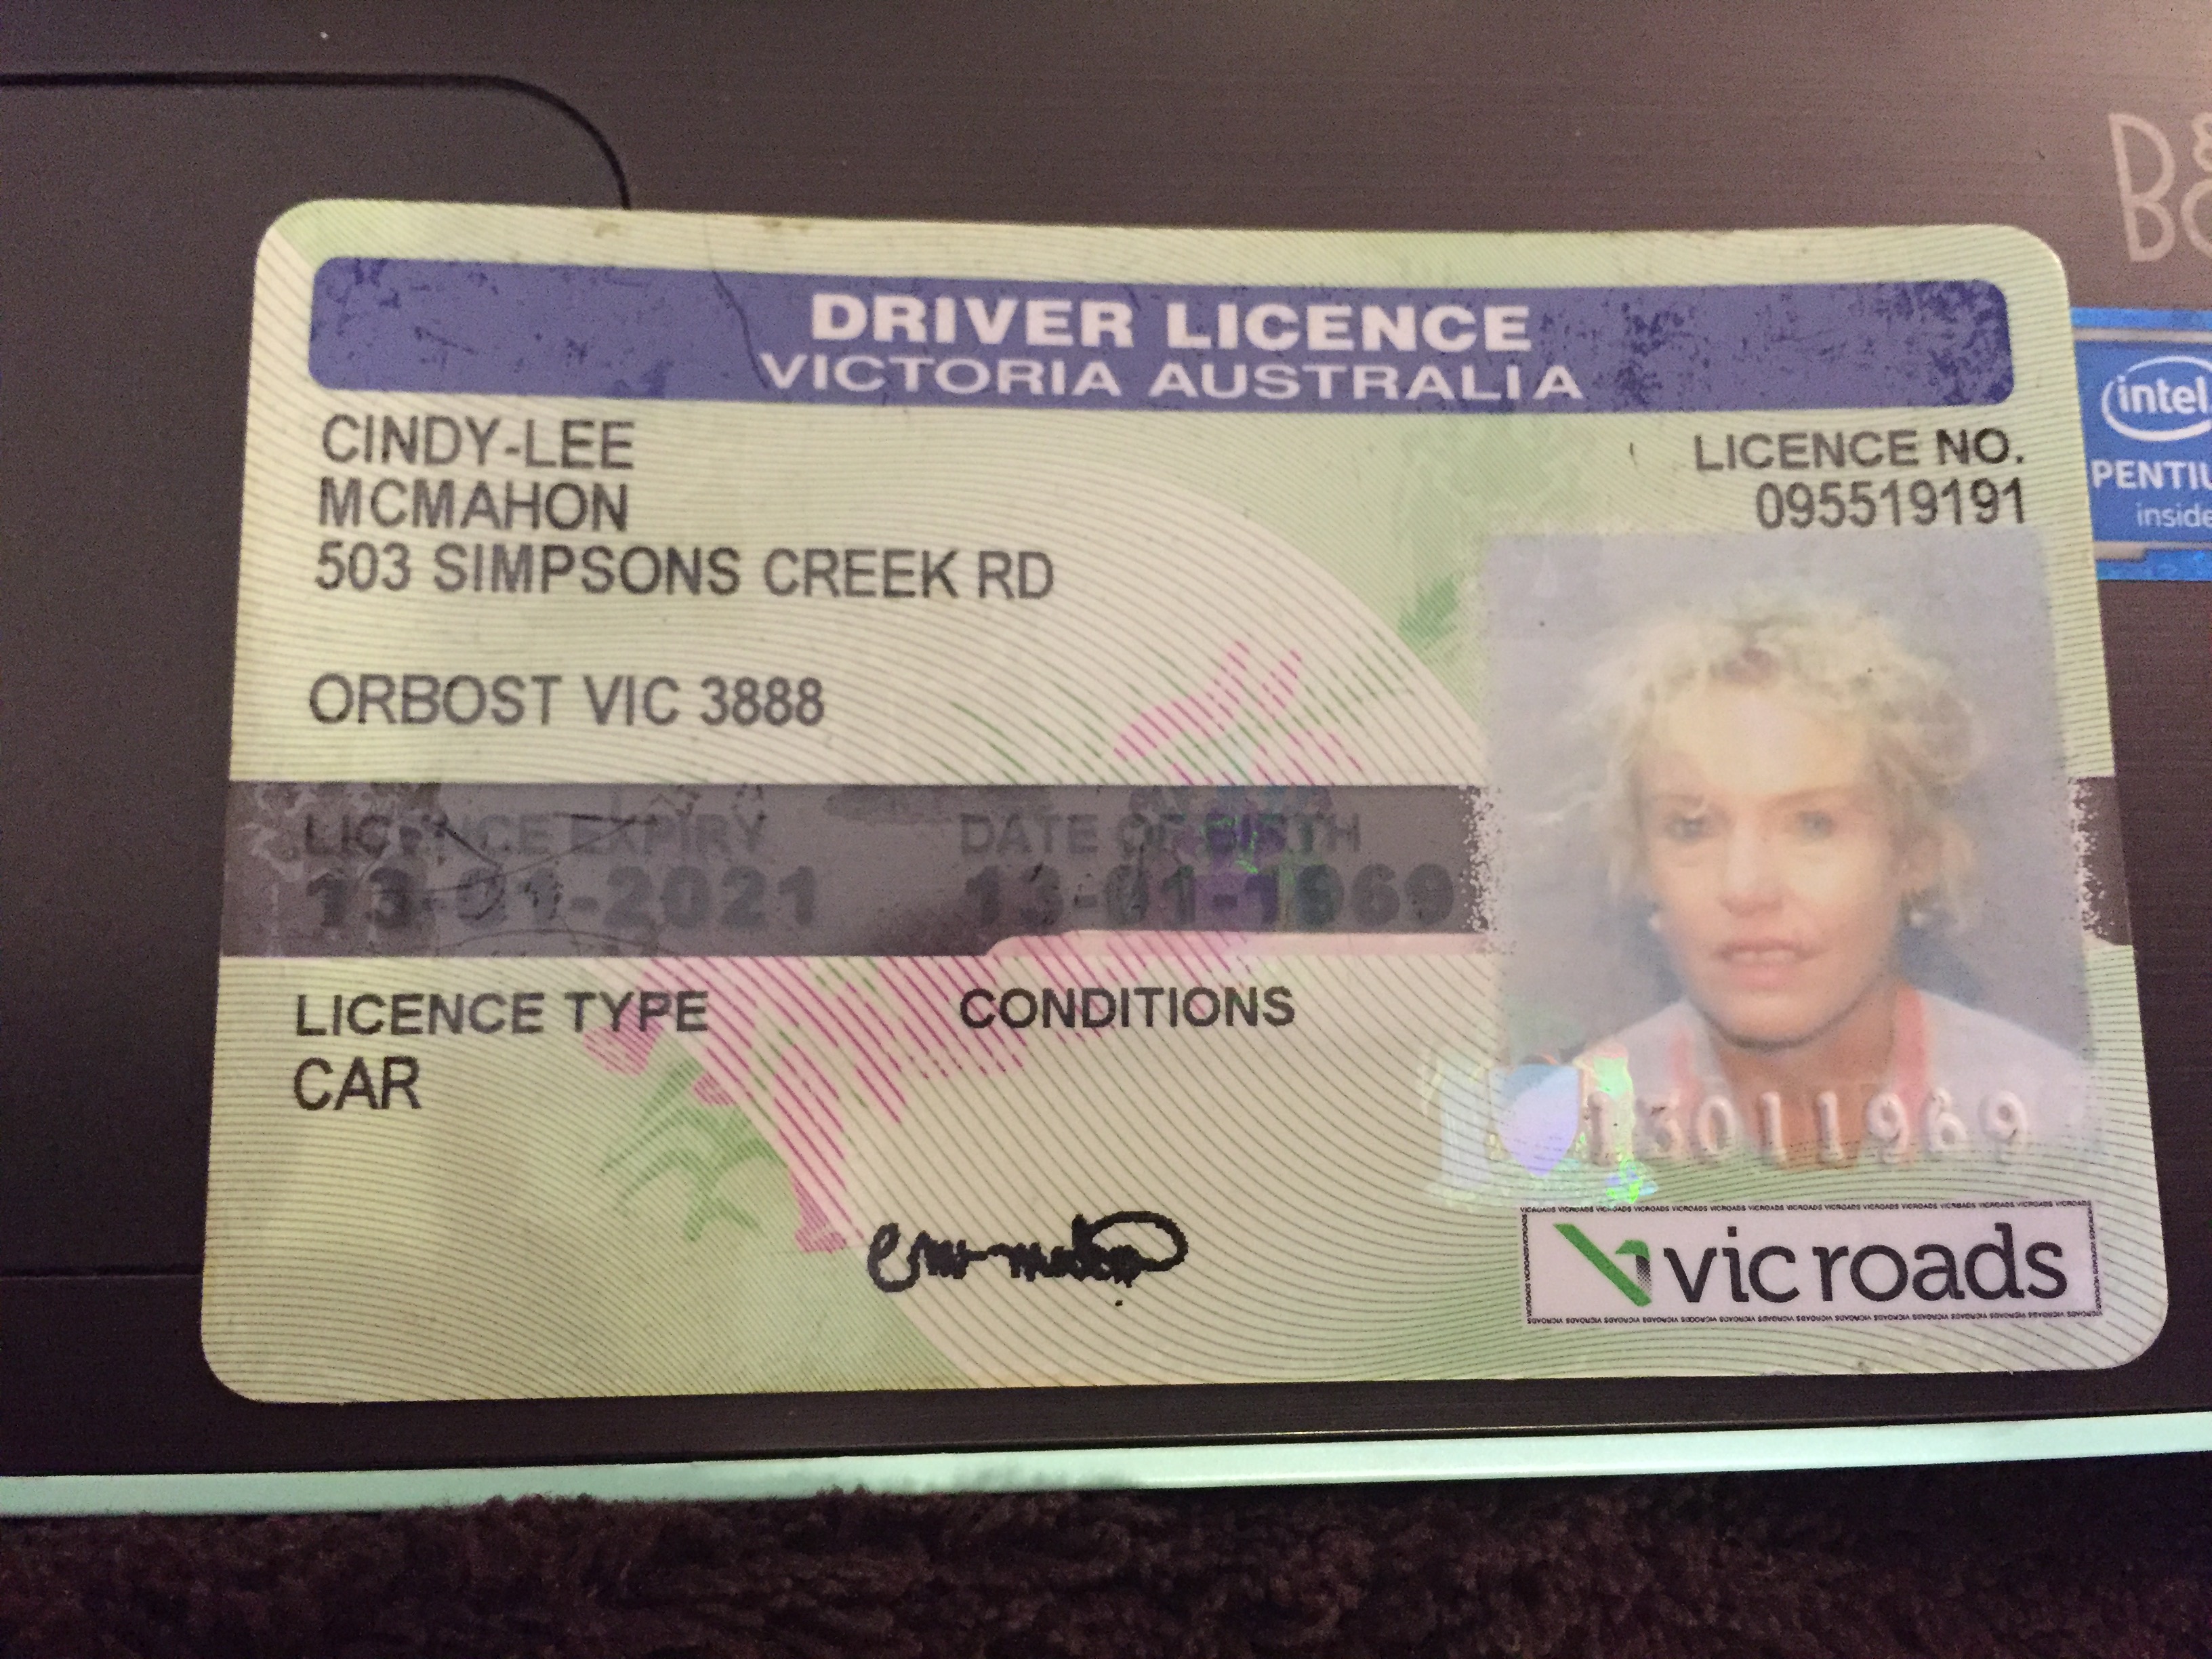 DRIVER LICENCE
VICTORIA AUSTRALIA
CINDY-LEE
MCMAHON
503 SIMPSONS CREEK RD
ORBOST VIC 3888
LICENCE NO.
095519191
LICENCE EXPIRY
13-01-2021
DATE OF BIRTH
13-01-1969
LICENCE TYPE
CAR
CONDITIONS
13011969
vicroads
intel
PENTIU
inside